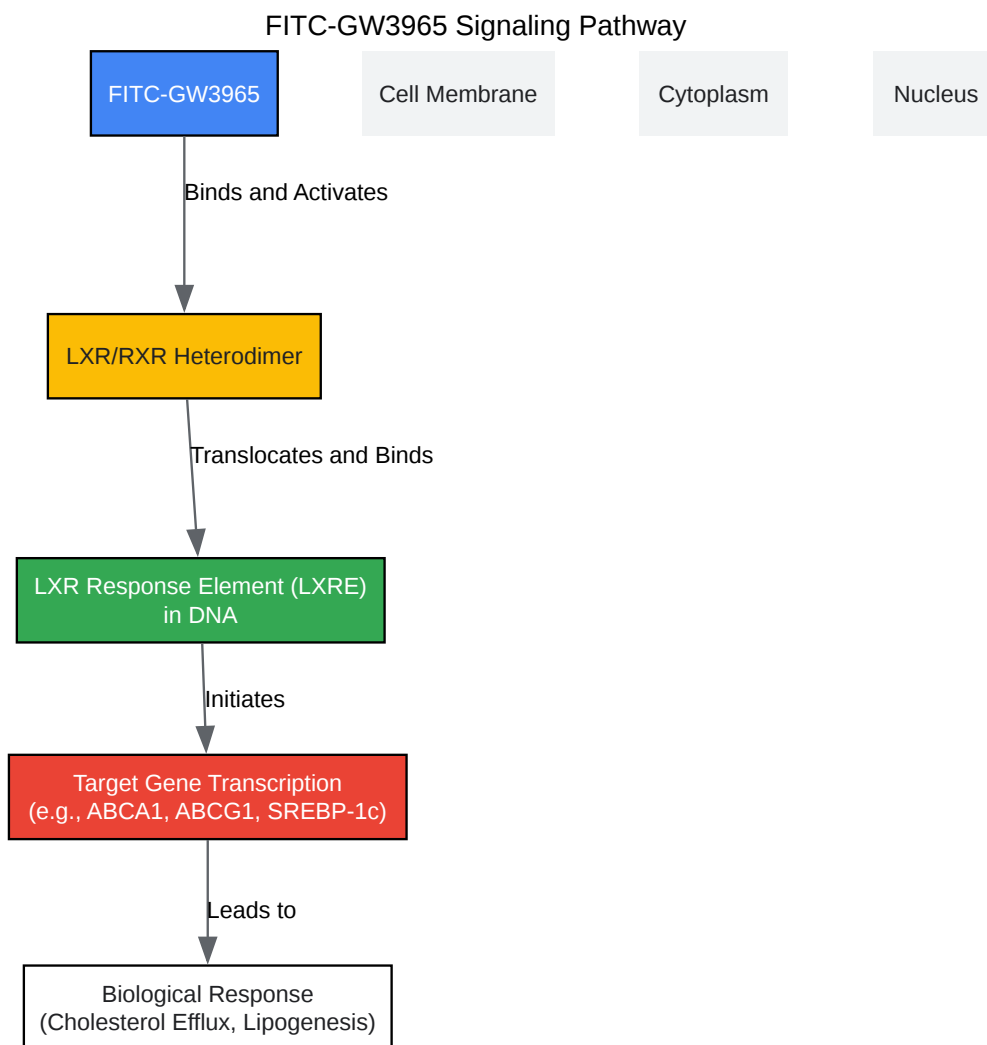 FITC-GW3965 Signaling Pathway
FITC-GW3965
Cell Membrane
Cytoplasm
Nucleus
Binds and Activates
LXR/RXR Heterodimer
Translocates and Binds
LXR Response Element (LXRE)
in DNA
Initiates
Target Gene Transcription
(e.g., ABCA1, ABCG1, SREBP-1c)
Leads to
Biological Response
(Cholesterol Efflux, Lipogenesis)